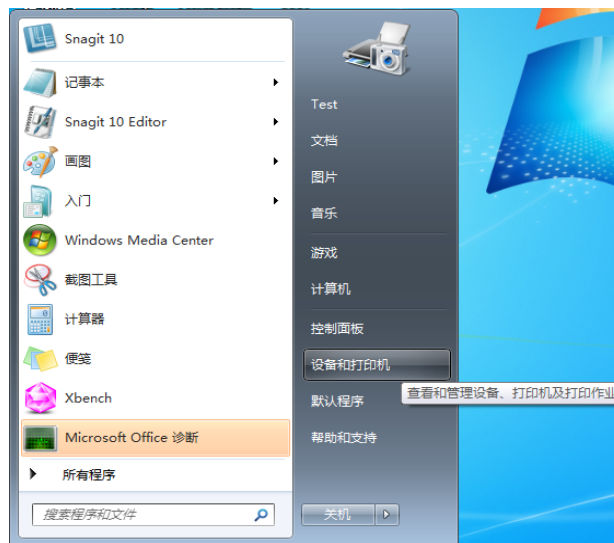 Snagit 10
记事本
Snagit 10 Editor
画图
入门
Windows Media Center
截图工具
计算器
便笺
Xbench
Microsoft Office 诊断
所有程序
搜索程序和文件
Test
文档
图片
音乐
游戏
计算机
控制面板
设备和打印机
查看和管理设备、打印机及打印作业
默认程序
帮助和支持
关机